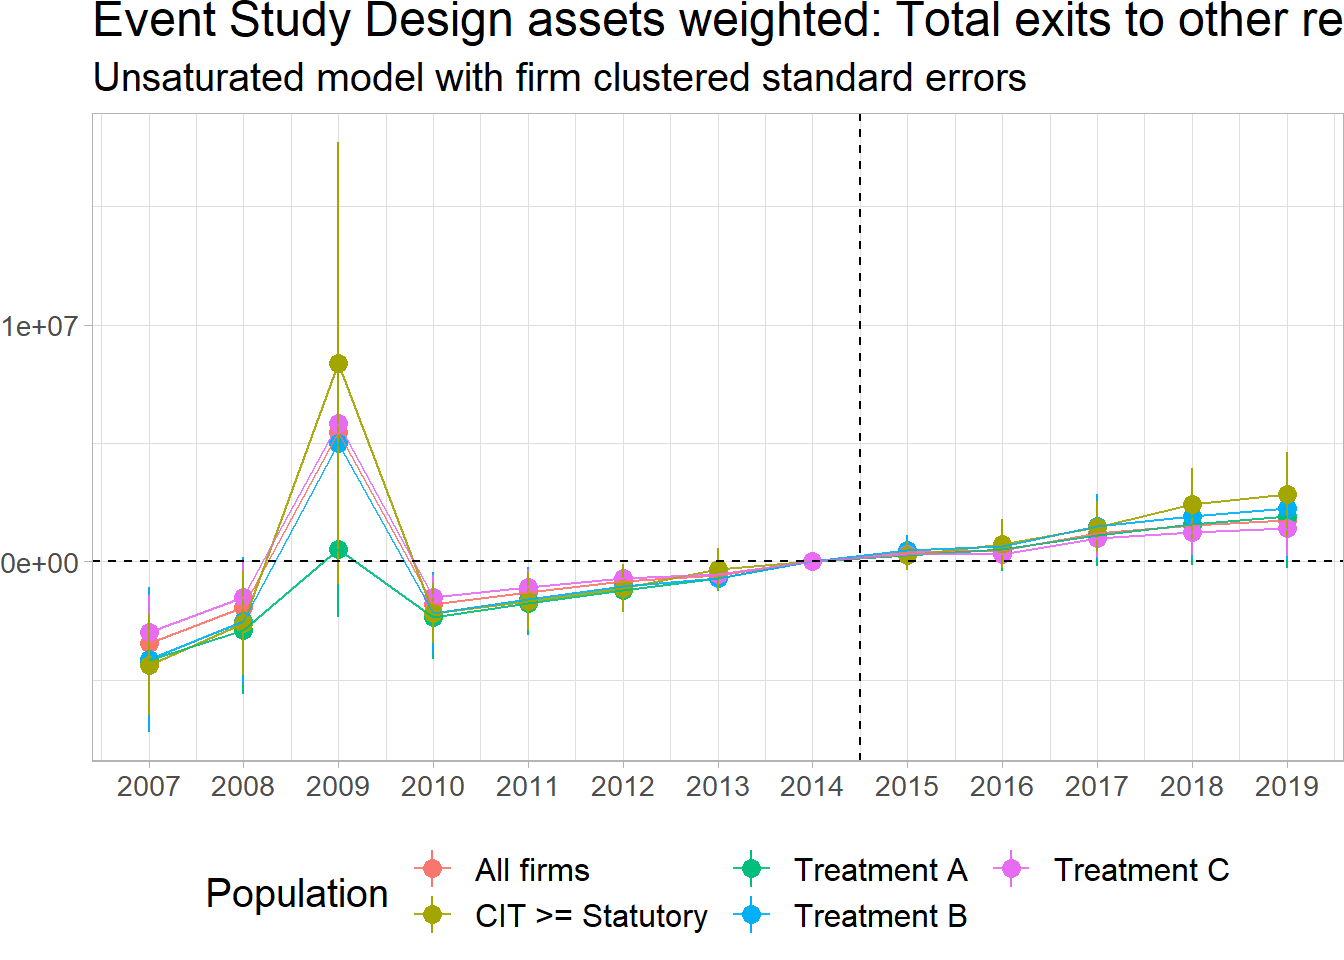 Event Study Design assets weighted: Total exits to other re
Unsaturated model with firm clustered standard errors
1e+07
0e+00
2007 2008 2009 2010 2011 2012 2013 2014 2015 2016 2017 2018 2019
Population
All firms
CIT >= Statutory
Treatment A
Treatment B
Treatment C